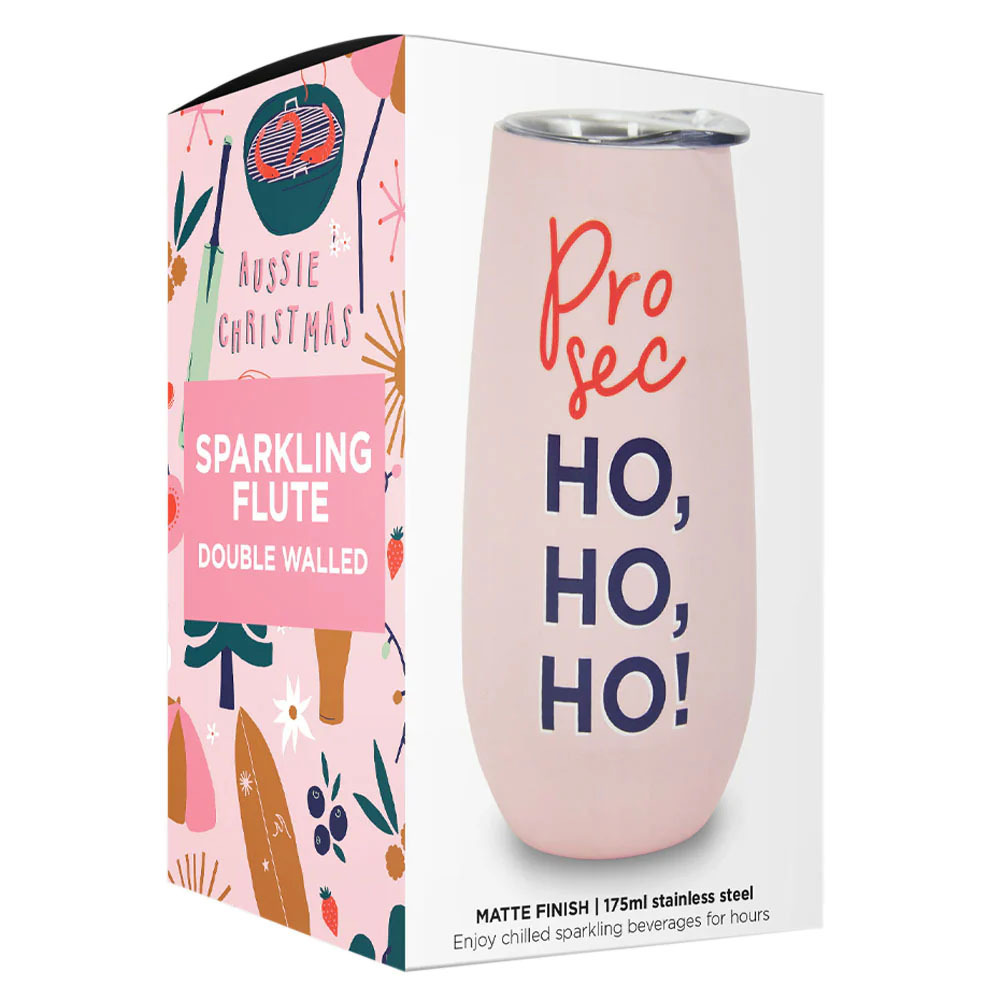 AUSSIE
CHRISTMAS
SPARKLING
FLUTE
DOUBLE WALLED
Pro
sec
HO,
HO,
HO!
MATTE FINISH | 175ml stainless steel
Enjoy chilled sparkling beverages for hours